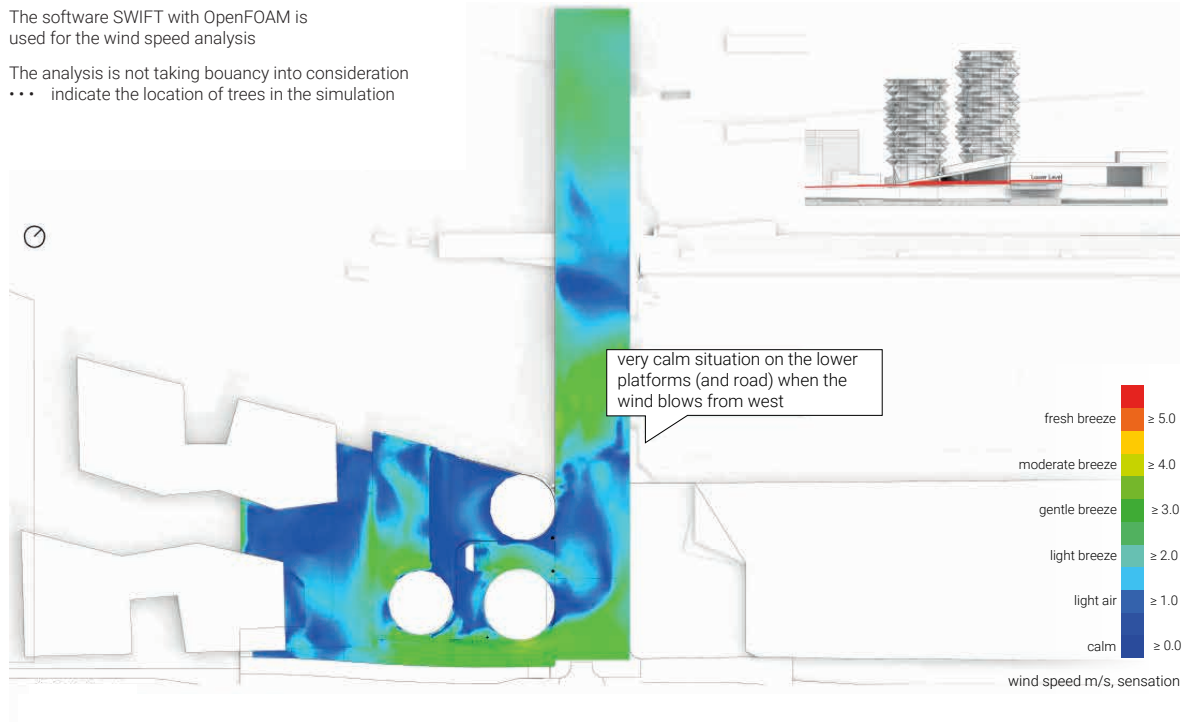 The software SWIFT with OpenFOAM is
used for the wind speed analysis
The analysis is not taking bouancy into consideration
••• indicate the location of trees in the simulation
Lower Level
very calm situation on the lower
platforms (and road) when the
wind blows from west
fresh breeze ≥ 5.0
moderate breeze ≥ 4.0
gentle breeze ≥ 3.0
light breeze ≥ 2.0
light air ≥ 1.0
calm ≥ 0.0
wind speed m/s, sensation